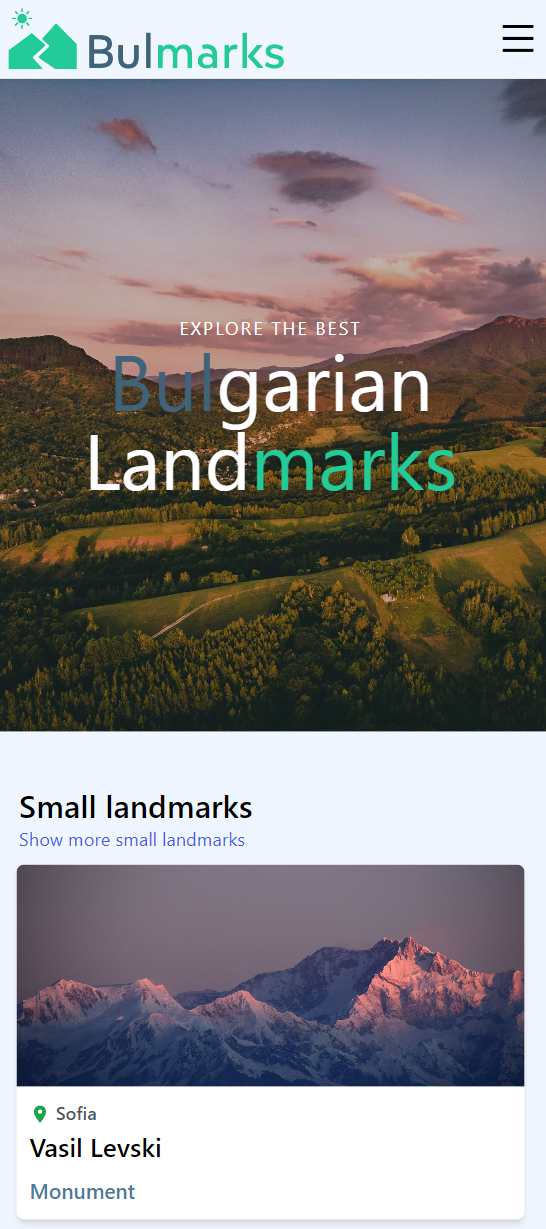 Bulmarks
EXPLORE THE BEST
Bulgarian
Landmarks
Small landmarks
Show more small landmarks
Sofia
Vasil Levski
Monument